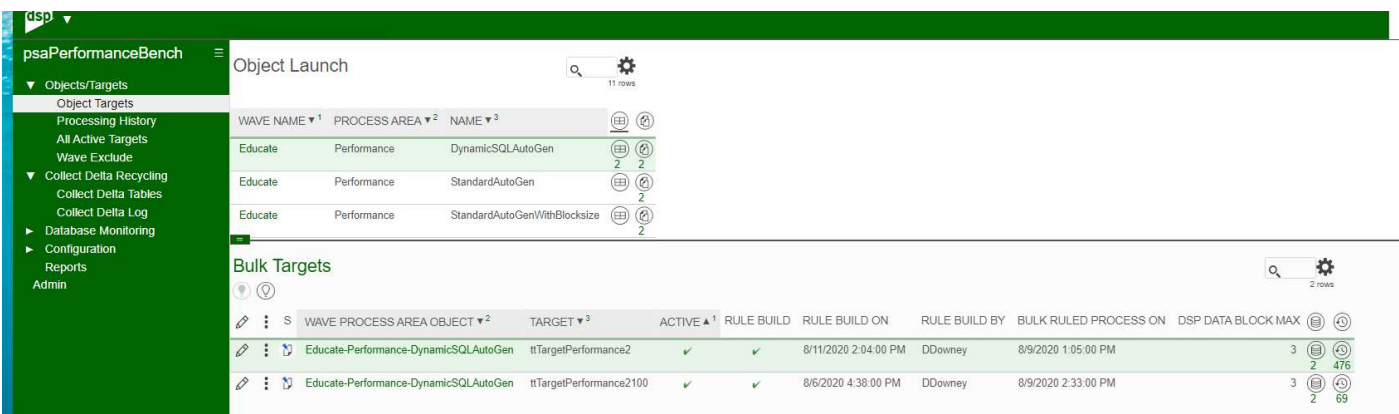 dsp
psaPerformanceBench
Objects/Targets
Object Targets
Processing History
All Active Targets
Wave Exclude
Collect Delta Recycling
Collect Delta Tables
Collect Delta Log
Database Monitoring
Configuration
Reports
Admin
Object Launch
11 rows
WAVE NAME 1 PROCESS AREA 2 NAME 3
Educate Performance DynamicSQLAutoGen
2 2
Educate Performance StandardAutoGen
2
Educate Performance StandardAutoGenWithBlocksize
2
Bulk Targets
2 rows
S WAVE PROCESS AREA OBJECT 2 TARGET 3 ACTIVE 1 RULE BUILD RULE BUILD ON RULE BUILD BY BULK RULED PROCESS ON DSP DATA BLOCK MAX
Educate-Performance-DynamicSQLAutoGen ttTargetPerformance2 8/11/2020 2:04:00 PM DDowney 8/9/2020 1:05:00 PM 3
2 476
Educate-Performance-DynamicSQLAutoGen ttTargetPerformance2100 8/6/2020 4:38:00 PM DDowney 8/9/2020 2:33:00 PM 3
2 69